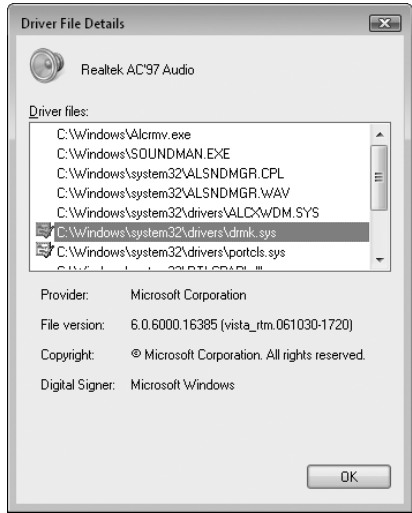 Driver File Details
Realtek AC'97 Audio
Driver files:
C:\Windows\Alcrmv.exe
C:\Windows\SOUNDMAN.EXE
C:\Windows\system32\ALSNDMGR.CPL
C:\Windows\system32\ALSNDMGR.WAV
C:\Windows\system32\drivers\ALCXWDM.SYS
C:\Windows\system32\drivers\drmk.sys
C:\Windows\system32\drivers\portcls.sys
Provider: Microsoft Corporation
File version: 6.0.6000.16385 (vista_rtm.061030-1720)
Copyright: © Microsoft Corporation. All rights reserved.
Digital Signer: Microsoft Windows
OK